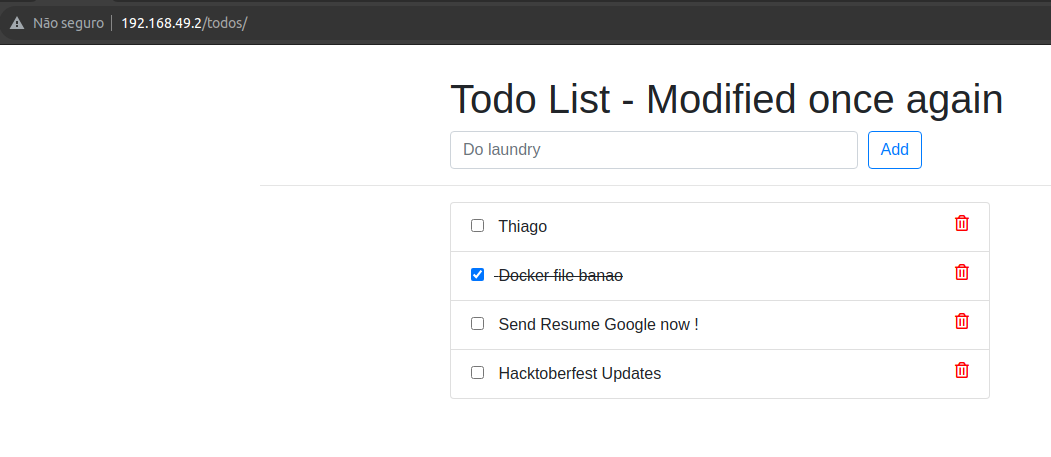 Não seguro 192.168.49.2/todos/
Todo List - Modified once again
Do laundry Add
Thiago
Docker file banao
Send Resume Google now !
Hacktoberfest Updates